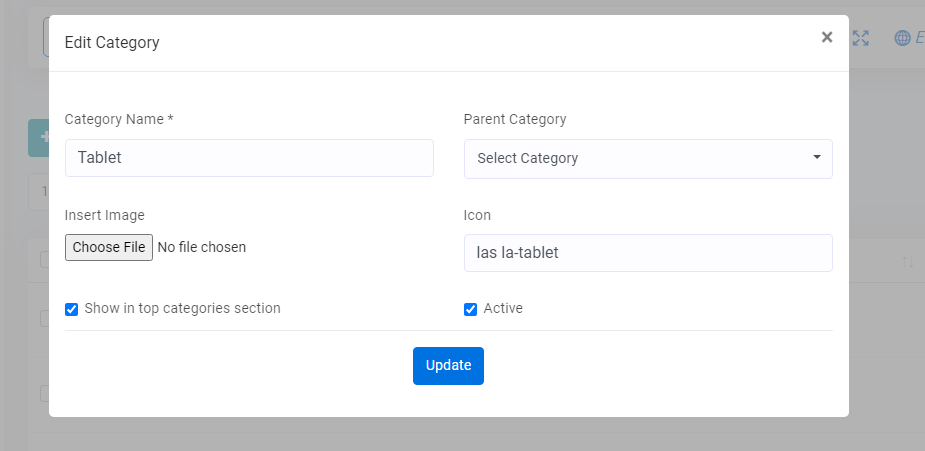 Edit Category
×
E
Category Name *
Parent Category
Tablet
Select Category
1
Insert Image
Icon
Choose File No file chosen
las la-tablet
Show in top categories section
Active
Update